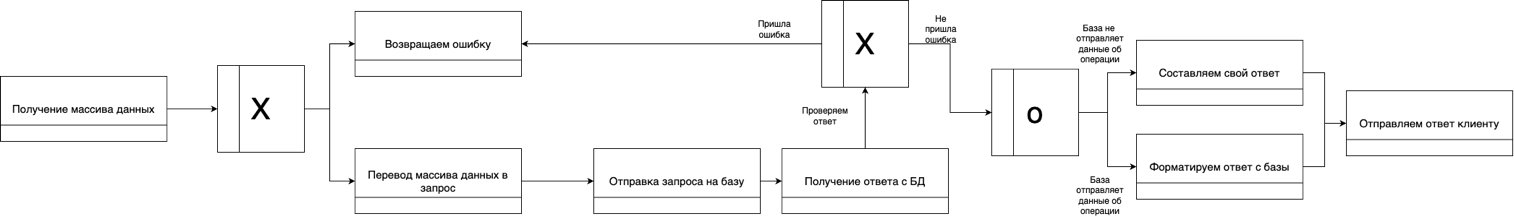 Получение массива данных
X
Возвращаем ошибку
Перевод массива данных в
запрос
Отправка запроса на базу
Получение ответа с БД
Проверяем
ответ
X
Пришла
ошибка
Не
пришла
ошибка
О
База не
отправляет
данные об
операции
Составляем свой ответ
База
отправляет
данные об
операции
Форматируем ответ с базы
Отправляем ответ клиенту